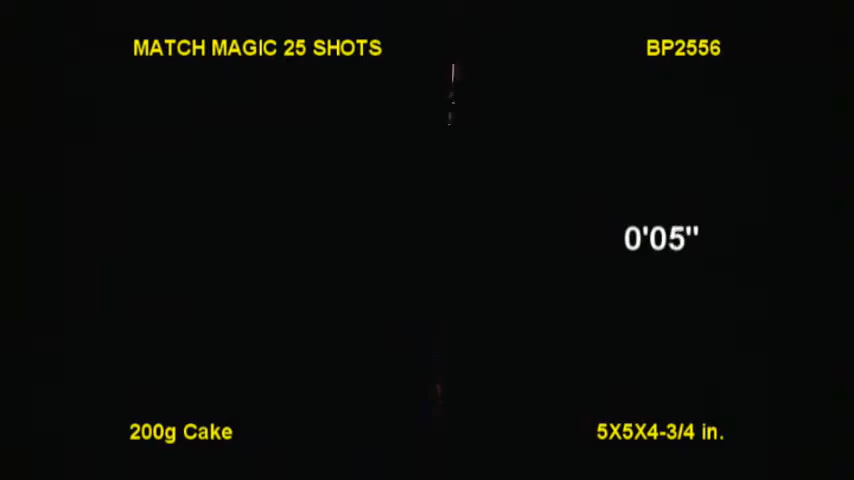 MATCH MAGIC 25 SHOTS
BP2556
0'05"
200g Cake
5X5X4-3/4 in.